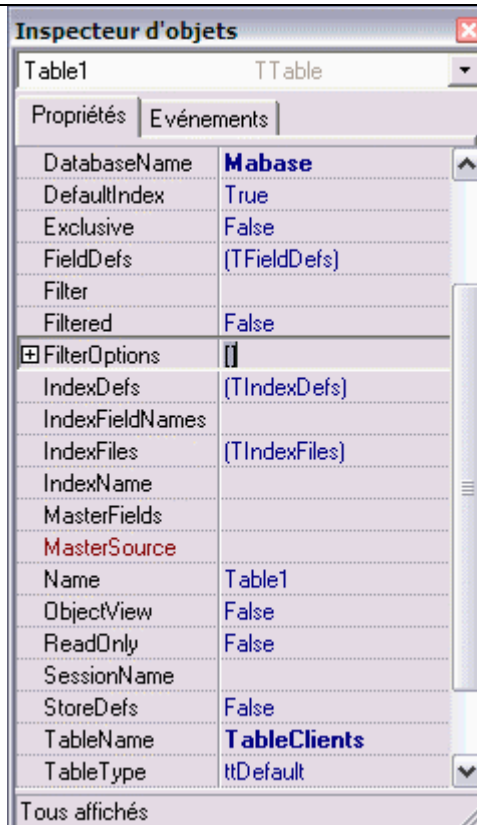 Inspecteur d'objets
Table1 TTable
Propriétés Evénements
DatabaseName Mabase
DefaultIndex True
Exclusive False
FieldDefs (TFieldDefs)
Filter
Filtered False
FilterOptions []
IndexDefs (TIndexDefs)
IndexFieldNames
IndexFiles (TIndexFiles)
IndexName
MasterFields
MasterSource
Name Table1
ObjectView False
ReadOnly False
SessionName
StoreDefs False
TableName TableClients
TableType ttDefault
Tous affichés